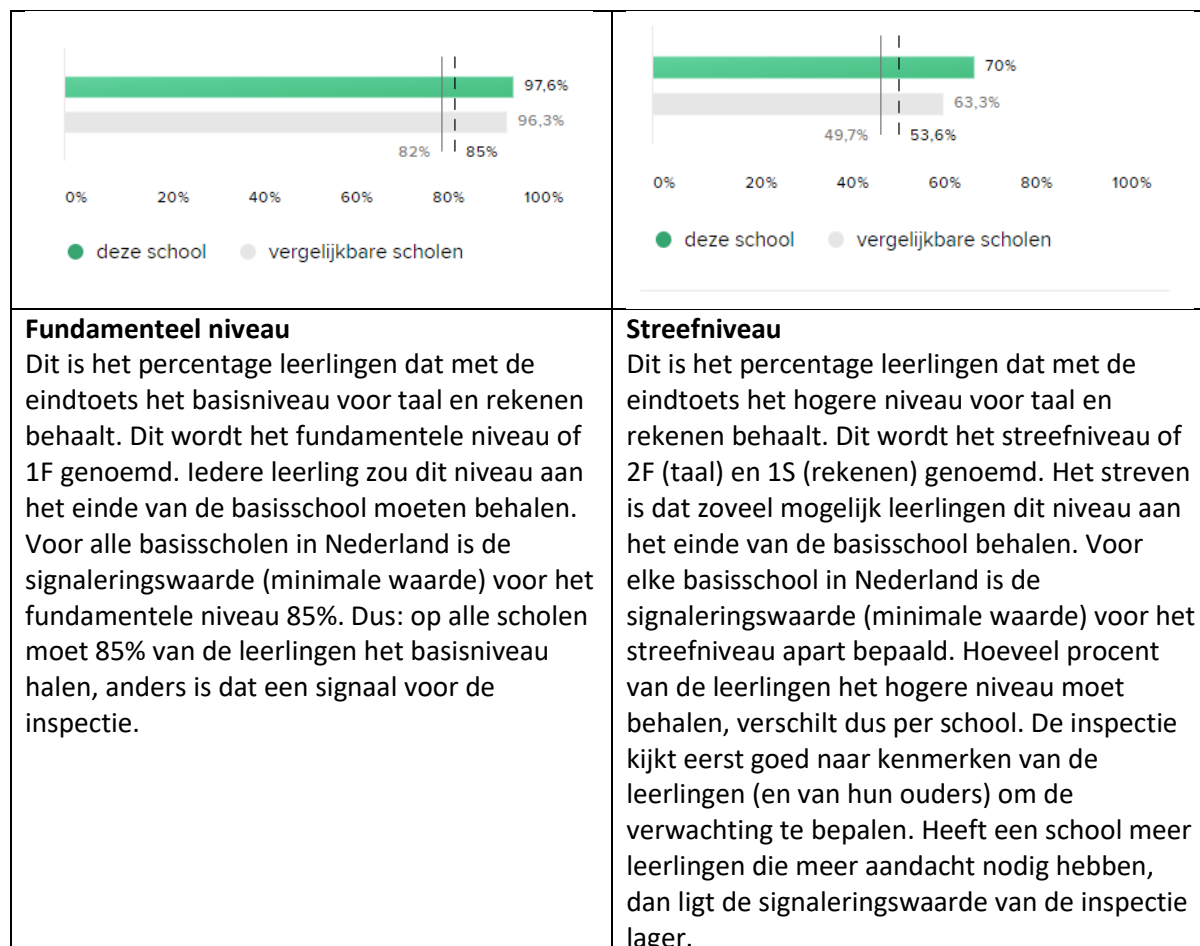 97,6%
96,3%
82% 85%
0% 20% 40% 60% 80% 100%
deze school vergelijkbare scholen
70%
63,3%
49,7% 53,6%
0% 20% 40% 60% 80% 100%
deze school vergelijkbare scholen
Fundamenteel niveau
Dit is het percentage leerlingen dat met de
eindtoets het basisniveau voor taal en rekenen
behaalt. Dit wordt het fundamentele niveau of
1F genoemd. Iedere leerling zou dit niveau aan
het einde van de basisschool moeten behalen.
Voor alle basisscholen in Nederland is de
signaleringswaarde (minimale waarde) voor het
fundamentele niveau 85%. Dus: op alle scholen
moet 85% van de leerlingen het basisniveau
halen, anders is dat een signaal voor de
inspectie.
Streefniveau
Dit is het percentage leerlingen dat met de
eindtoets het hogere niveau voor taal en
rekenen behaalt. Dit wordt het streefniveau of
2F (taal) en 1S (rekenen) genoemd. Het streven
is dat zoveel mogelijk leerlingen dit niveau aan
het einde van de basisschool behalen. Voor
elke basisschool in Nederland is de
signaleringswaarde (minimale waarde) voor het
streefniveau apart bepaald. Hoeveel procent
van de leerlingen het hogere niveau moet
behalen, verschilt dus per school. De inspectie
kijkt eerst goed naar kenmerken van de
leerlingen (en van hun ouders) om de
verwachting te bepalen. Heeft een school meer
leerlingen die meer aandacht nodig hebben,
dan ligt de signaleringswaarde van de inspectie
lager.